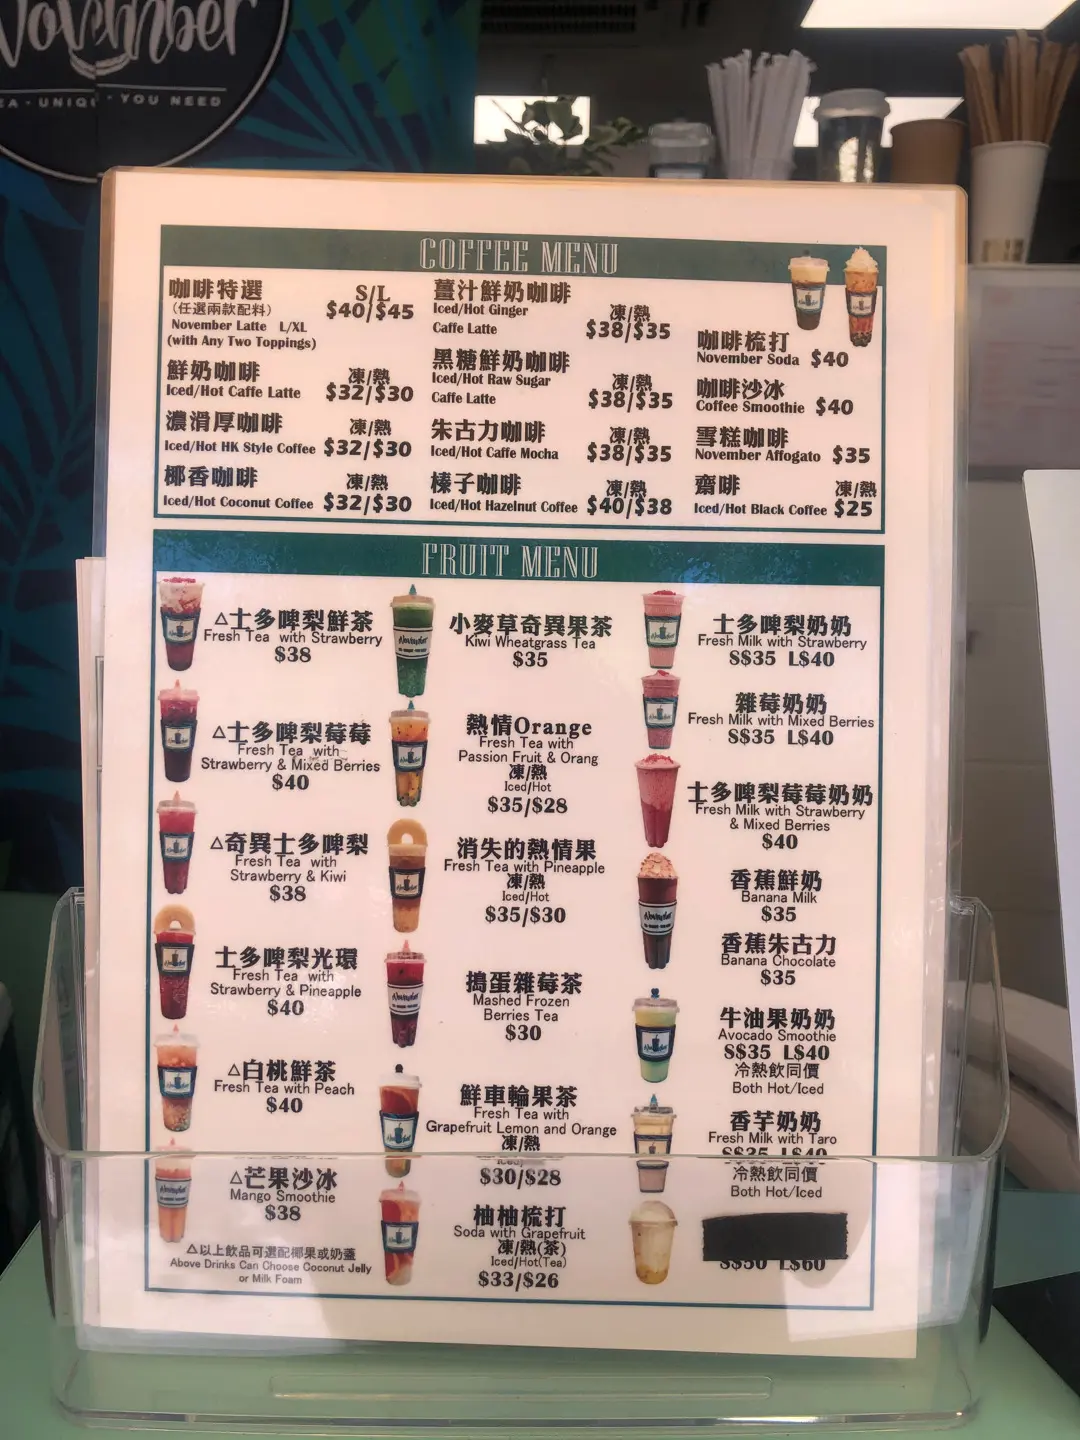 November
TEA · UNIQUE · YOU NEED
COFFEE MENU
咖啡特選
(任選兩款配料)
S/L
$40/$45
November Latte L/XL
(with Any Two Toppings)
鮮奶咖啡
凍/熱
Iced/Hot Caffe Latte $32/$30
濃滑厚咖啡
凍/熱
Iced/Hot HK Style Coffee $32/$30
椰香咖啡
凍/熱
Iced/Hot Coconut Coffee $32/$30
薑汁鮮奶咖啡
Iced/Hot Ginger
凍/熱
Caffe Latte $38/$35
黑糖鮮奶咖啡
Iced/Hot Raw Sugar
凍/熱
Caffe Latte $38/$35
朱古力咖啡
凍/熱
Iced/Hot Caffe Mocha $38/$35
榛子咖啡
凍/熱
Iced/Hot Hazelnut Coffee $40/$38
咖啡梳打
November Soda $40
咖啡沙冰
Coffee Smoothie $40
雪糕咖啡
November Affogato $35
齋啡
凍/熱
Iced/Hot Black Coffee $25
FRUIT MENU
△士多啤梨鮮茶
Fresh Tea with Strawberry
$38
△士多啤梨莓莓
Fresh Tea with
Strawberry & Mixed Berries
$40
△奇異士多啤梨
Fresh Tea with
Strawberry & Kiwi
$38
士多啤梨光環
Fresh Tea with
Strawberry & Pineapple
$40
△白桃鮮茶
Fresh Tea with Peach
$40
△芒果沙冰
Mango Smoothie
$38
△以上飲品可選配椰果或奶蓋
Above Drinks Can Choose Coconut Jelly
or Milk Foam
小麥草奇異果茶
Kiwi Wheatgrass Tea
$35
熱情Orange
Fresh Tea with
Passion Fruit & Orang
凍/熱
Iced/Hot
$35/$28
消失的熱情果
Fresh Tea with Pineapple
凍/熱
Iced/Hot
$35/$30
搗蛋雜莓茶
Mashed Frozen
Berries Tea
$30
鮮車輪果茶
Fresh Tea with
Grapefruit Lemon and Orange
凍/熱
$30/$28
柚柚梳打
Soda with Grapefruit
凍/熱(茶)
Iced/Hot(Tea)
$33/$26
士多啤梨奶奶
Fresh Milk with Strawberry
S$35 L$40
雜莓奶奶
Fresh Milk with Mixed Berries
S$35 L$40
士多啤梨莓莓奶奶
Fresh Milk with Strawberry
& Mixed Berries
$40
香蕉鮮奶
Banana Milk
$35
香蕉朱古力
Banana Chocolate
$35
牛油果奶奶
Avocado Smoothie
S$35 L$40
冷熱飲同價
Both Hot/Iced
香芋奶奶
Fresh Milk with Taro
S$35 L$40
冷熱飲同價
Both Hot/Iced
S$50 L$60